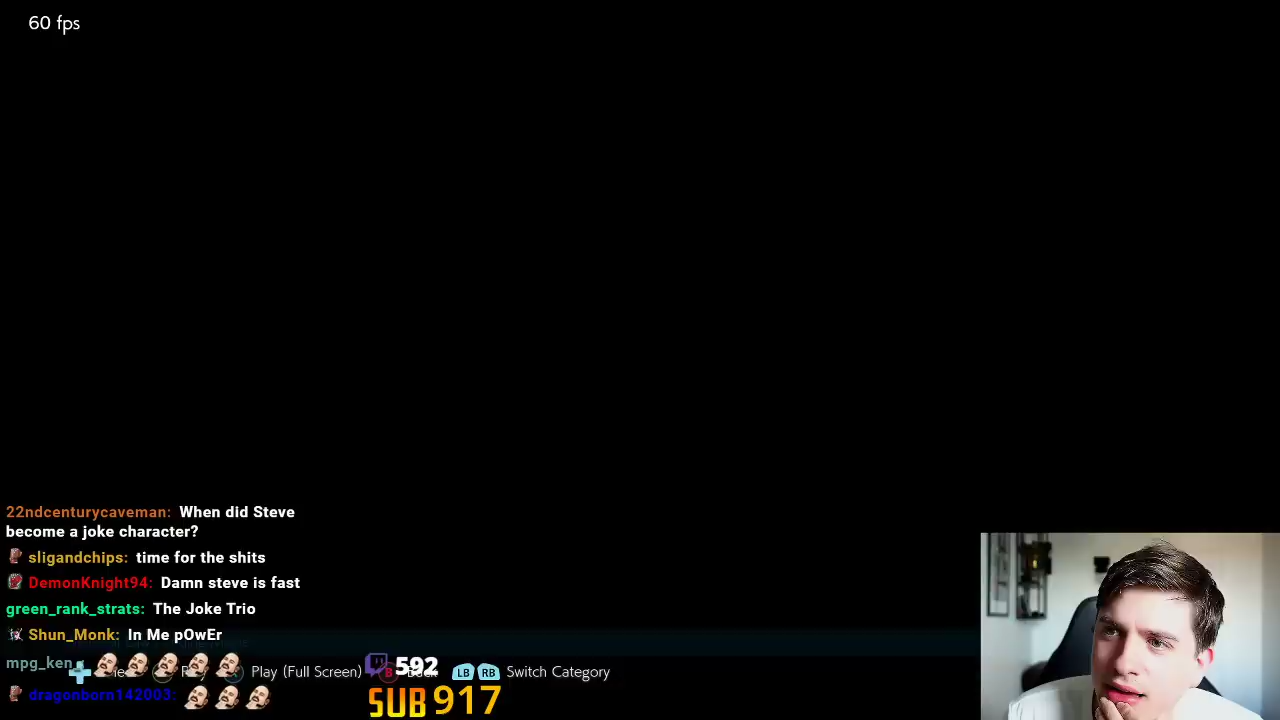 60 fps
22ndcenturycaveman: When did Steve
become a joke character?
sligandchips: time for the shits
DemonKnight94: Damn steve is fast
green_rank_strats: The Joke Trio
Shun_Monk: In Me pOwEr
mpg_ken
Play (Full Screen) 592 LB RB Switch Category
dragonborn142003:
SUB 917